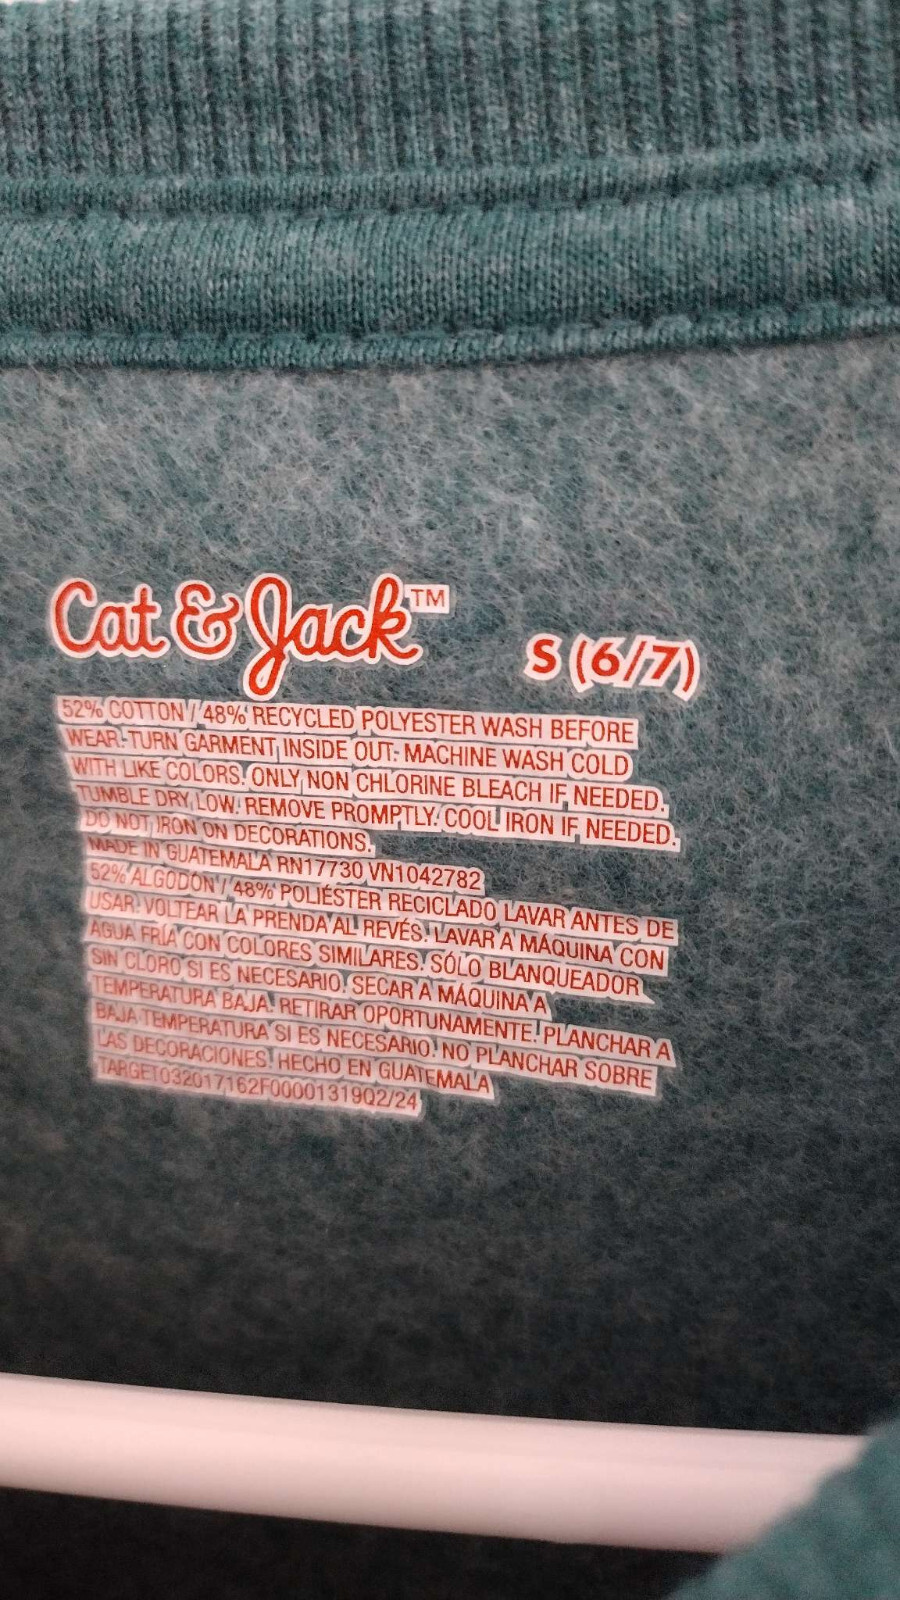 Cat & Jack™
S (6/7)
52% COTTON / 48% RECYCLED POLYESTER WASH BEFORE
WEAR. TURN GARMENT INSIDE OUT. MACHINE WASH COLD
WITH LIKE COLORS. ONLY NON CHLORINE BLEACH IF NEEDED.
TUMBLE DRY LOW. REMOVE PROMPTLY. COOL IRON IF NEEDED.
DO NOT IRON ON DECORATIONS.
MADE IN GUATEMALA RN17730 VN1042782
52% ALGODÓN / 48% POLIÉSTER RECICLADO LAVAR ANTES DE
USAR. VOLTEAR LA PRENDA AL REVÉS. LAVAR A MÁQUINA CON
AGUA FRÍA CON COLORES SIMILARES. SÓLO BLANQUEADOR
SIN CLORO SI ES NECESARIO. SECAR A MÁQUINA A
TEMPERATURA BAJA. RETIRAR OPORTUNAMENTE. PLANCHAR A
BAJA TEMPERATURA SI ES NECESARIO. NO PLANCHAR SOBRE
LAS DECORACIONES. HECHO EN GUATEMALA
TARGET032017162F00001319Q2/24